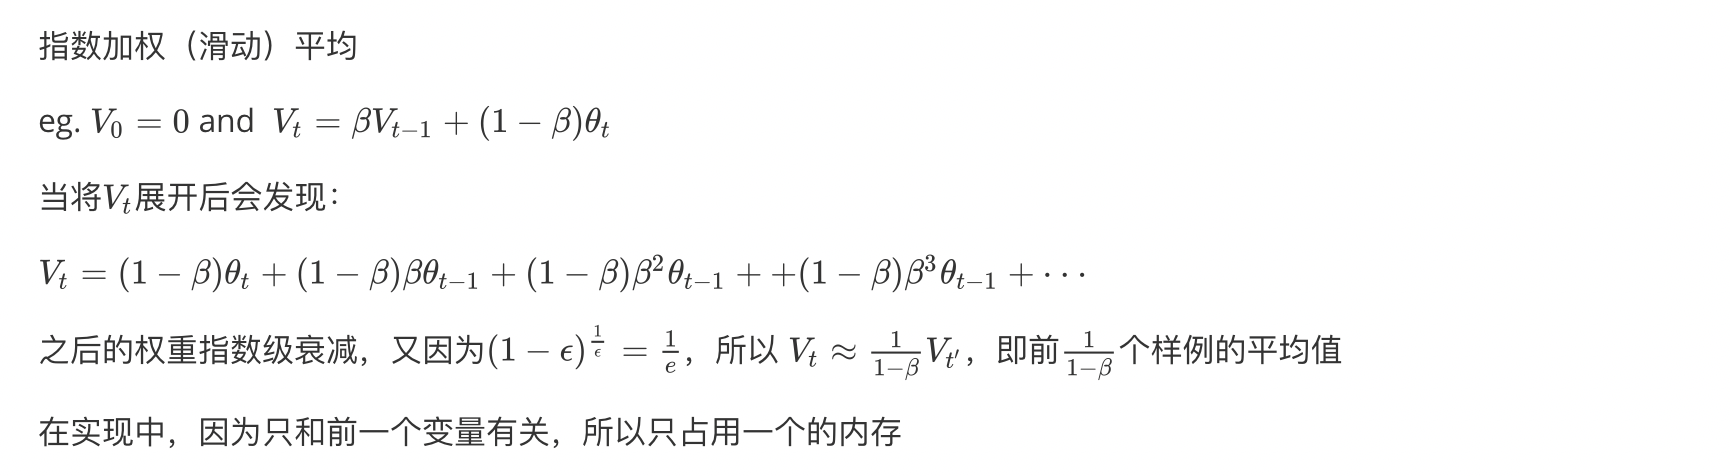 指数加权（滑动）平均
eg. $V_0 = 0$ and $V_t = \beta V_{t-1} + (1 - \beta)\theta_t$
当将$V_t$展开后会发现：
$V_t = (1 - \beta)\theta_t + (1 - \beta)\beta\theta_{t-1} + (1 - \beta)\beta^2\theta_{t-1} + +(1 - \beta)\beta^3\theta_{t-1} + \cdots$
之后的权重指数级衰减，又因为$(1 - \epsilon)^{\frac{1}{\epsilon}} = \frac{1}{e}$，所以 $V_t \approx \frac{1}{1-\beta}V_{t'}$，即前$\frac{1}{1-\beta}$个样例的平均值
在实现中，因为只和前一个变量有关，所以只占用一个的内存